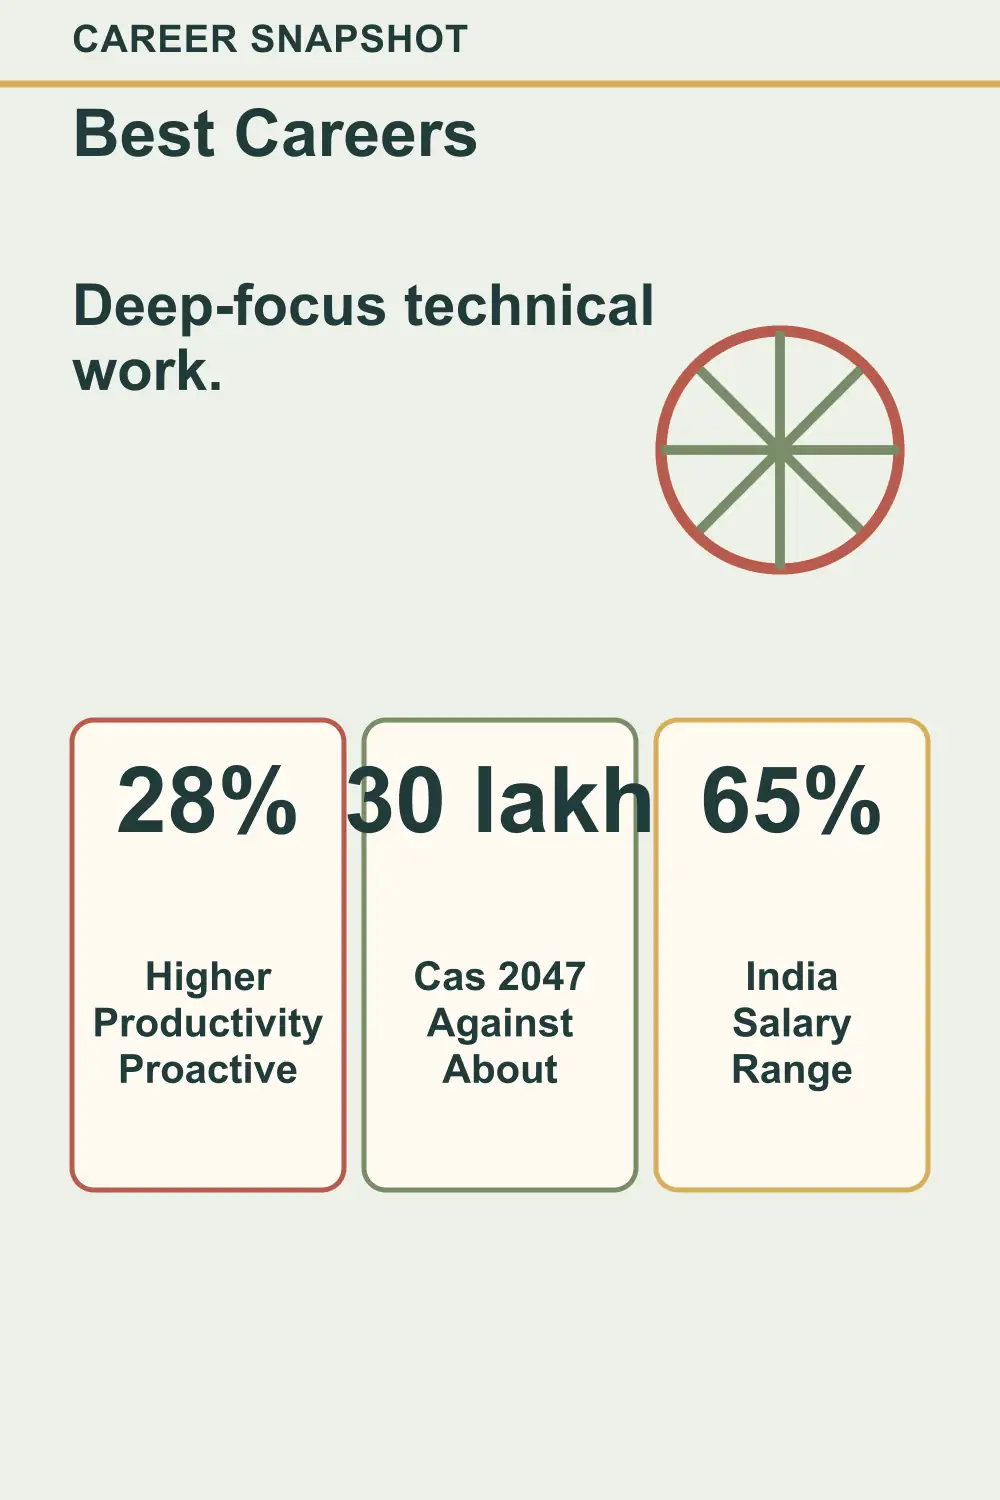 CAREER SNAPSHOT
Best Careers
Deep-focus technical
work.
28%
Higher
Productivity
Proactive
30 lakh
Cas 2047
Against
About
65%
India
Salary
Range